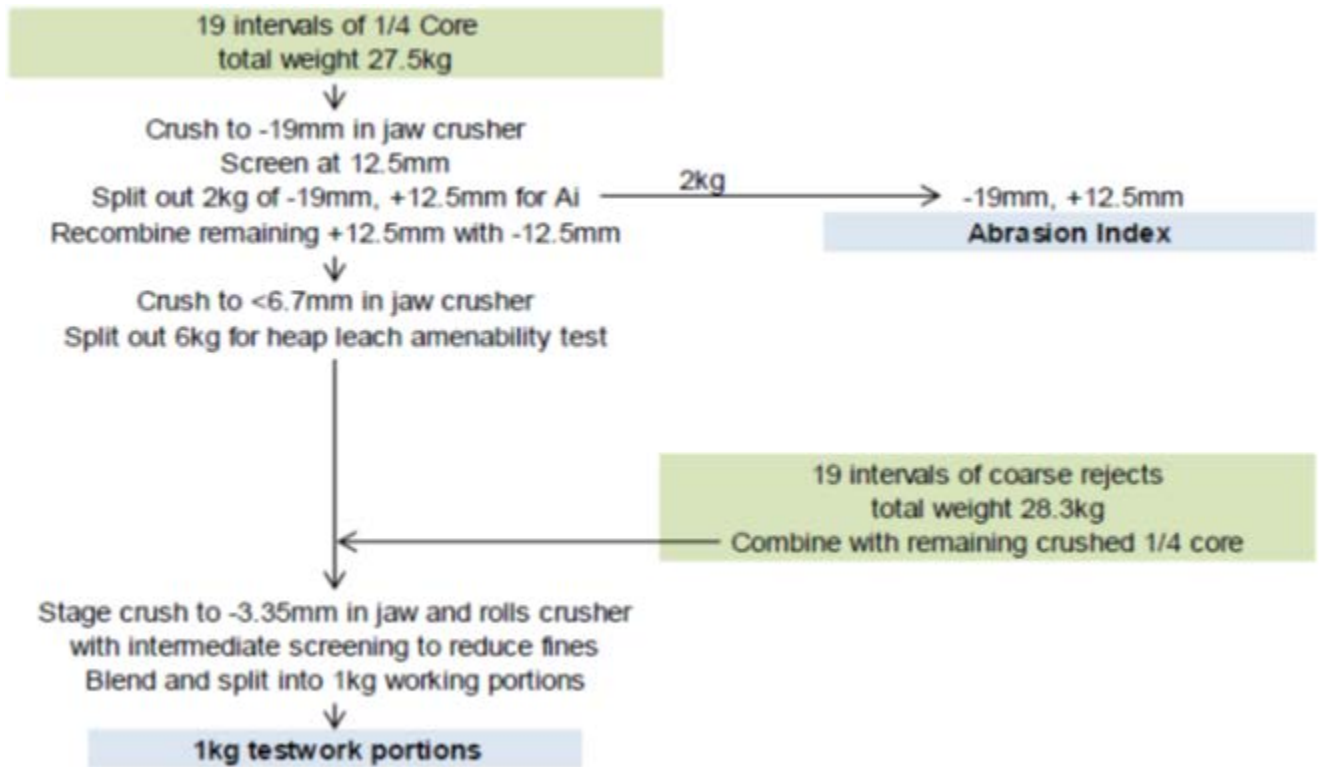 19 intervals of 1/4 Core
total weight 27.5kg
Crush to -19mm in jaw crusher
Screen at 12.5mm
Split out 2kg of -19mm, +12.5mm for Ai
2kg
-19mm, +12.5mm
Recombine remaining +12.5mm with -12.5mm
Abrasion Index
Crush to <6.7mm in jaw crusher
Split out 6kg for heap leach amenability test
19 intervals of coarse rejects
total weight 28.3kg
Combine with remaining crushed 1/4 core
Stage crush to -3.35mm in jaw and rolls crusher
with intermediate screening to reduce fines
Blend and split into 1kg working portions
1kg testwork portions